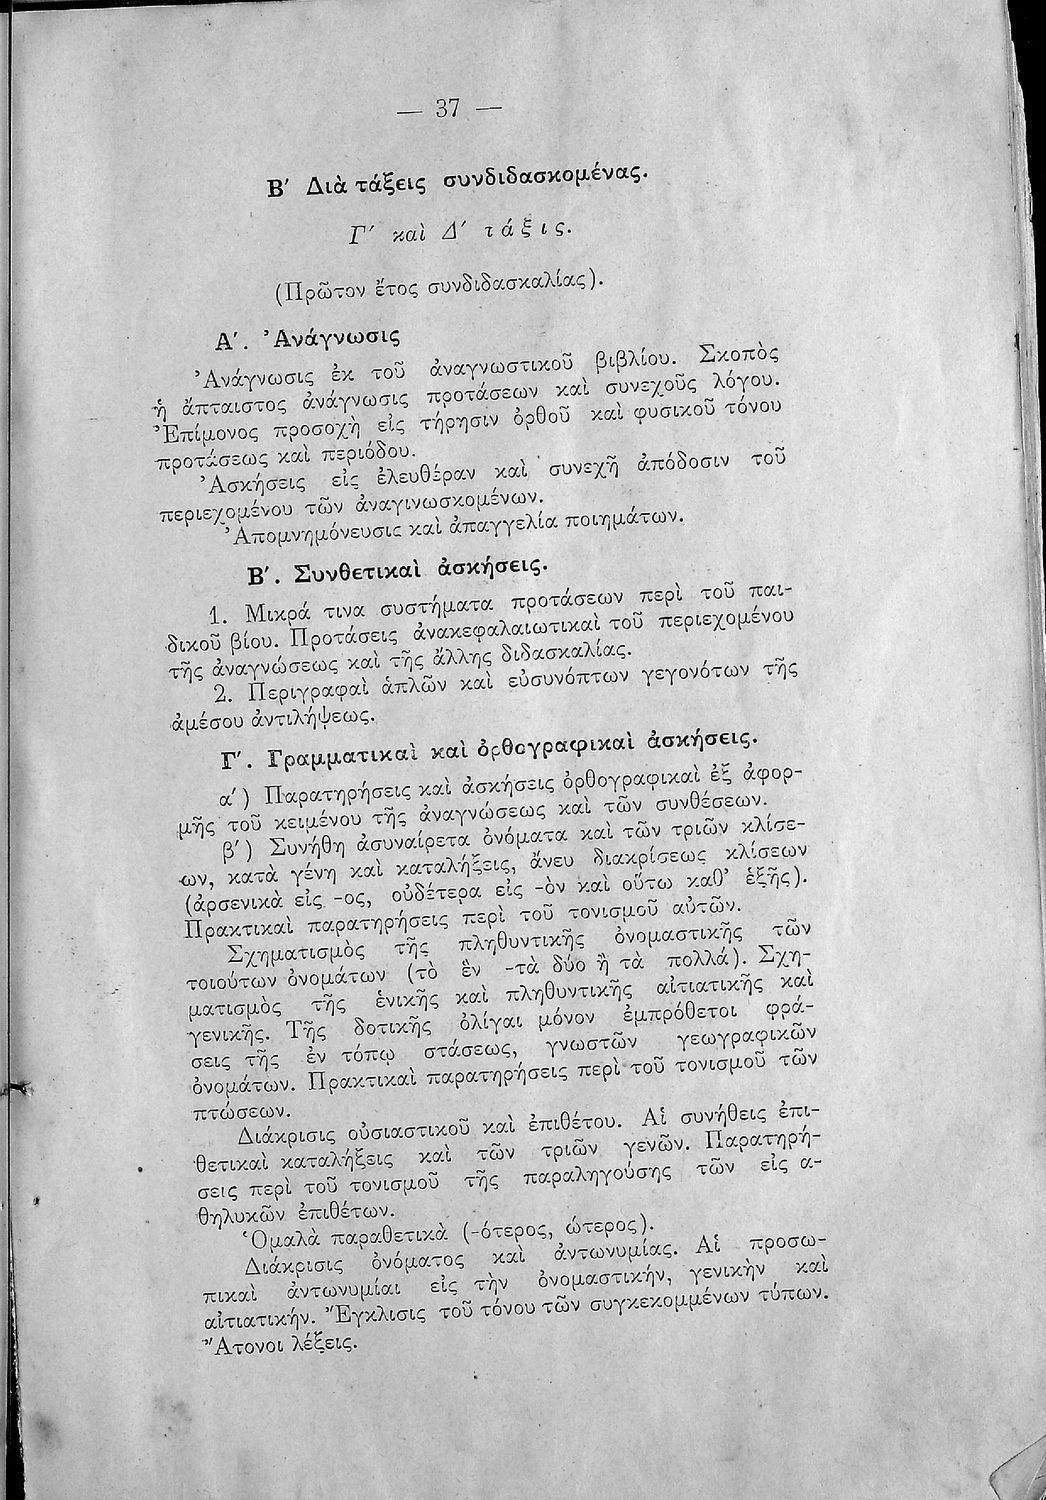 — 37 —
Β′ Διὰ τάξεις συνδιδασκομένας.
Γ′ καὶ Δ′ τάξις.
(Πρῶτον ἔτος συνδιδασκαλίας).
Α′. Ἀνάγνωσις
Ἀνάγνωσις ἐκ τοῦ ἀναγνωστικοῦ βιβλίου. Σκοπὸς
ἡ ἄπταιστος ἀνάγνωσις προτάσεων καὶ συνεχοῦς λόγου.
Ἐπίμονος προσοχὴ εἰς τήρησιν ὀρθοῦ καὶ φυσικοῦ τόνου
προτάσεως καὶ περιόδου.
Ἀσκήσεις εἰς ἐλευθέραν καὶ συνεχῆ ἀπόδοσιν τοῦ
περιεχομένου τῶν ἀναγινωσκομένων.
Ἀπομνημόνευσις καὶ ἀπαγγελία ποιημάτων.
Β′. Συνθετικαὶ ἀσκήσεις.
1. Μικρά τινα συστήματα προτάσεων περὶ τοῦ παι-
δικοῦ βίου. Προτάσεις ἀνακεφαλαιωτικαὶ τοῦ περιεχομένου
τῆς ἀναγνώσεως καὶ τῆς ἄλλης διδασκαλίας.
2. Περιγραφαὶ ἁπλῶν καὶ εὐσυνόπτων γεγονότων τῆς
ἀμέσου ἀντιλήψεως.
Γ′. Γραμματικαὶ καὶ ὀρθογραφικαὶ ἀσκήσεις.
α′) Παρατηρήσεις καὶ ἀσκήσεις ὀρθογραφικαὶ ἐξ ἀφορ-
μῆς τοῦ κειμένου τῆς ἀναγνώσεως καὶ τῶν συνθέσεων.
β′) Συνήθη ἀσυναίρετα ὀνόματα καὶ τῶν τριῶν κλίσε-
ων, κατὰ γένη καὶ καταλήξεις, ἄνευ διακρίσεως κλίσεων
(ἀρσενικὰ εἰς -ος, οὐδέτερα εἰς -ὸν καὶ οὕτω καθ’ ἑξῆς).
Πρακτικαὶ παρατηρήσεις περὶ τοῦ τονισμοῦ αὐτῶν.
Σχηματισμὸς τῆς πληθυντικῆς ὀνομαστικῆς τῶν
τοιούτων ὀνομάτων (τὸ ἓν -τὰ δύο ἢ τὰ πολλά). Σχη-
ματισμὸς τῆς ἑνικῆς καὶ πληθυντικῆς αἰτιατικῆς καὶ
γενικῆς. Τῆς δοτικῆς ὀλίγαι μόνον ἐμπρόθετοι φρά-
σεις τῆς ἐν τόπῳ στάσεως, γνωστῶν γεωγραφικῶν
ὀνομάτων. Πρακτικαὶ παρατηρήσεις περὶ τοῦ τονισμοῦ τῶν
πτώσεων.
Διάκρισις οὐσιαστικοῦ καὶ ἐπιθέτου. Αἱ συνήθεις ἐπι-
θετικαὶ καταλήξεις καὶ τῶν τριῶν γενῶν. Παρατηρή-
σεις περὶ τοῦ τονισμοῦ τῆς παραληγούσης τῶν εἰς α-
θηλυκῶν ἐπιθέτων.
Ὁμαλὰ παραθετικὰ (-ότερος, ώτερος).
Διάκρισις ὀνόματος καὶ ἀντωνυμίας. Αἱ προσω-
πικαὶ ἀντωνυμίαι εἰς τὴν ὀνομαστικήν, γενικὴν καὶ
αἰτιατικήν. Ἔγκλισις τοῦ τόνου τῶν συγκεκομμένων τύπων.
Ἄτονοι λέξεις.